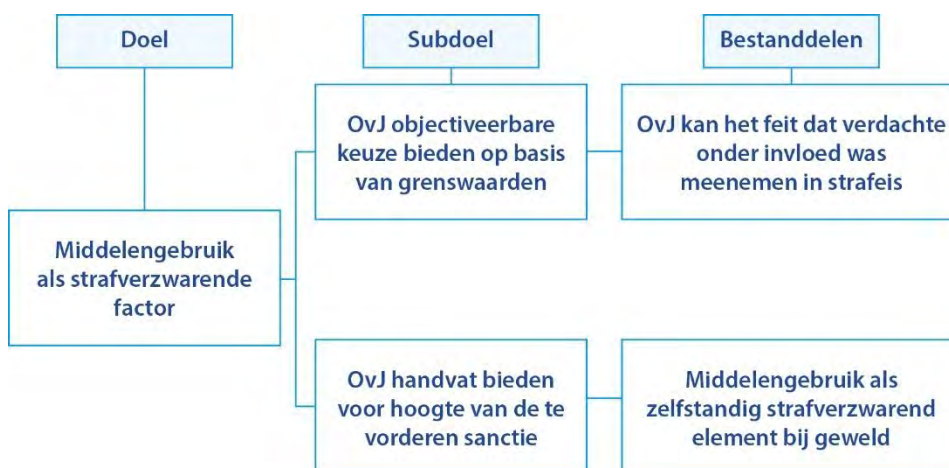 Doel
Subdoel
Bestanddelen
OvJ objectiveerbare
keuze bieden op basis
van grenswaarden
OvJ kan het feit dat verdachte
onder invloed was
meenemen in strafeis
Middelengebruik
als strafverzwarende
factor
OvJ handvat bieden
voor hoogte van de te
vorderen sanctie
Middelengebruik als
zelfstandig strafverzwarend
element bij geweld